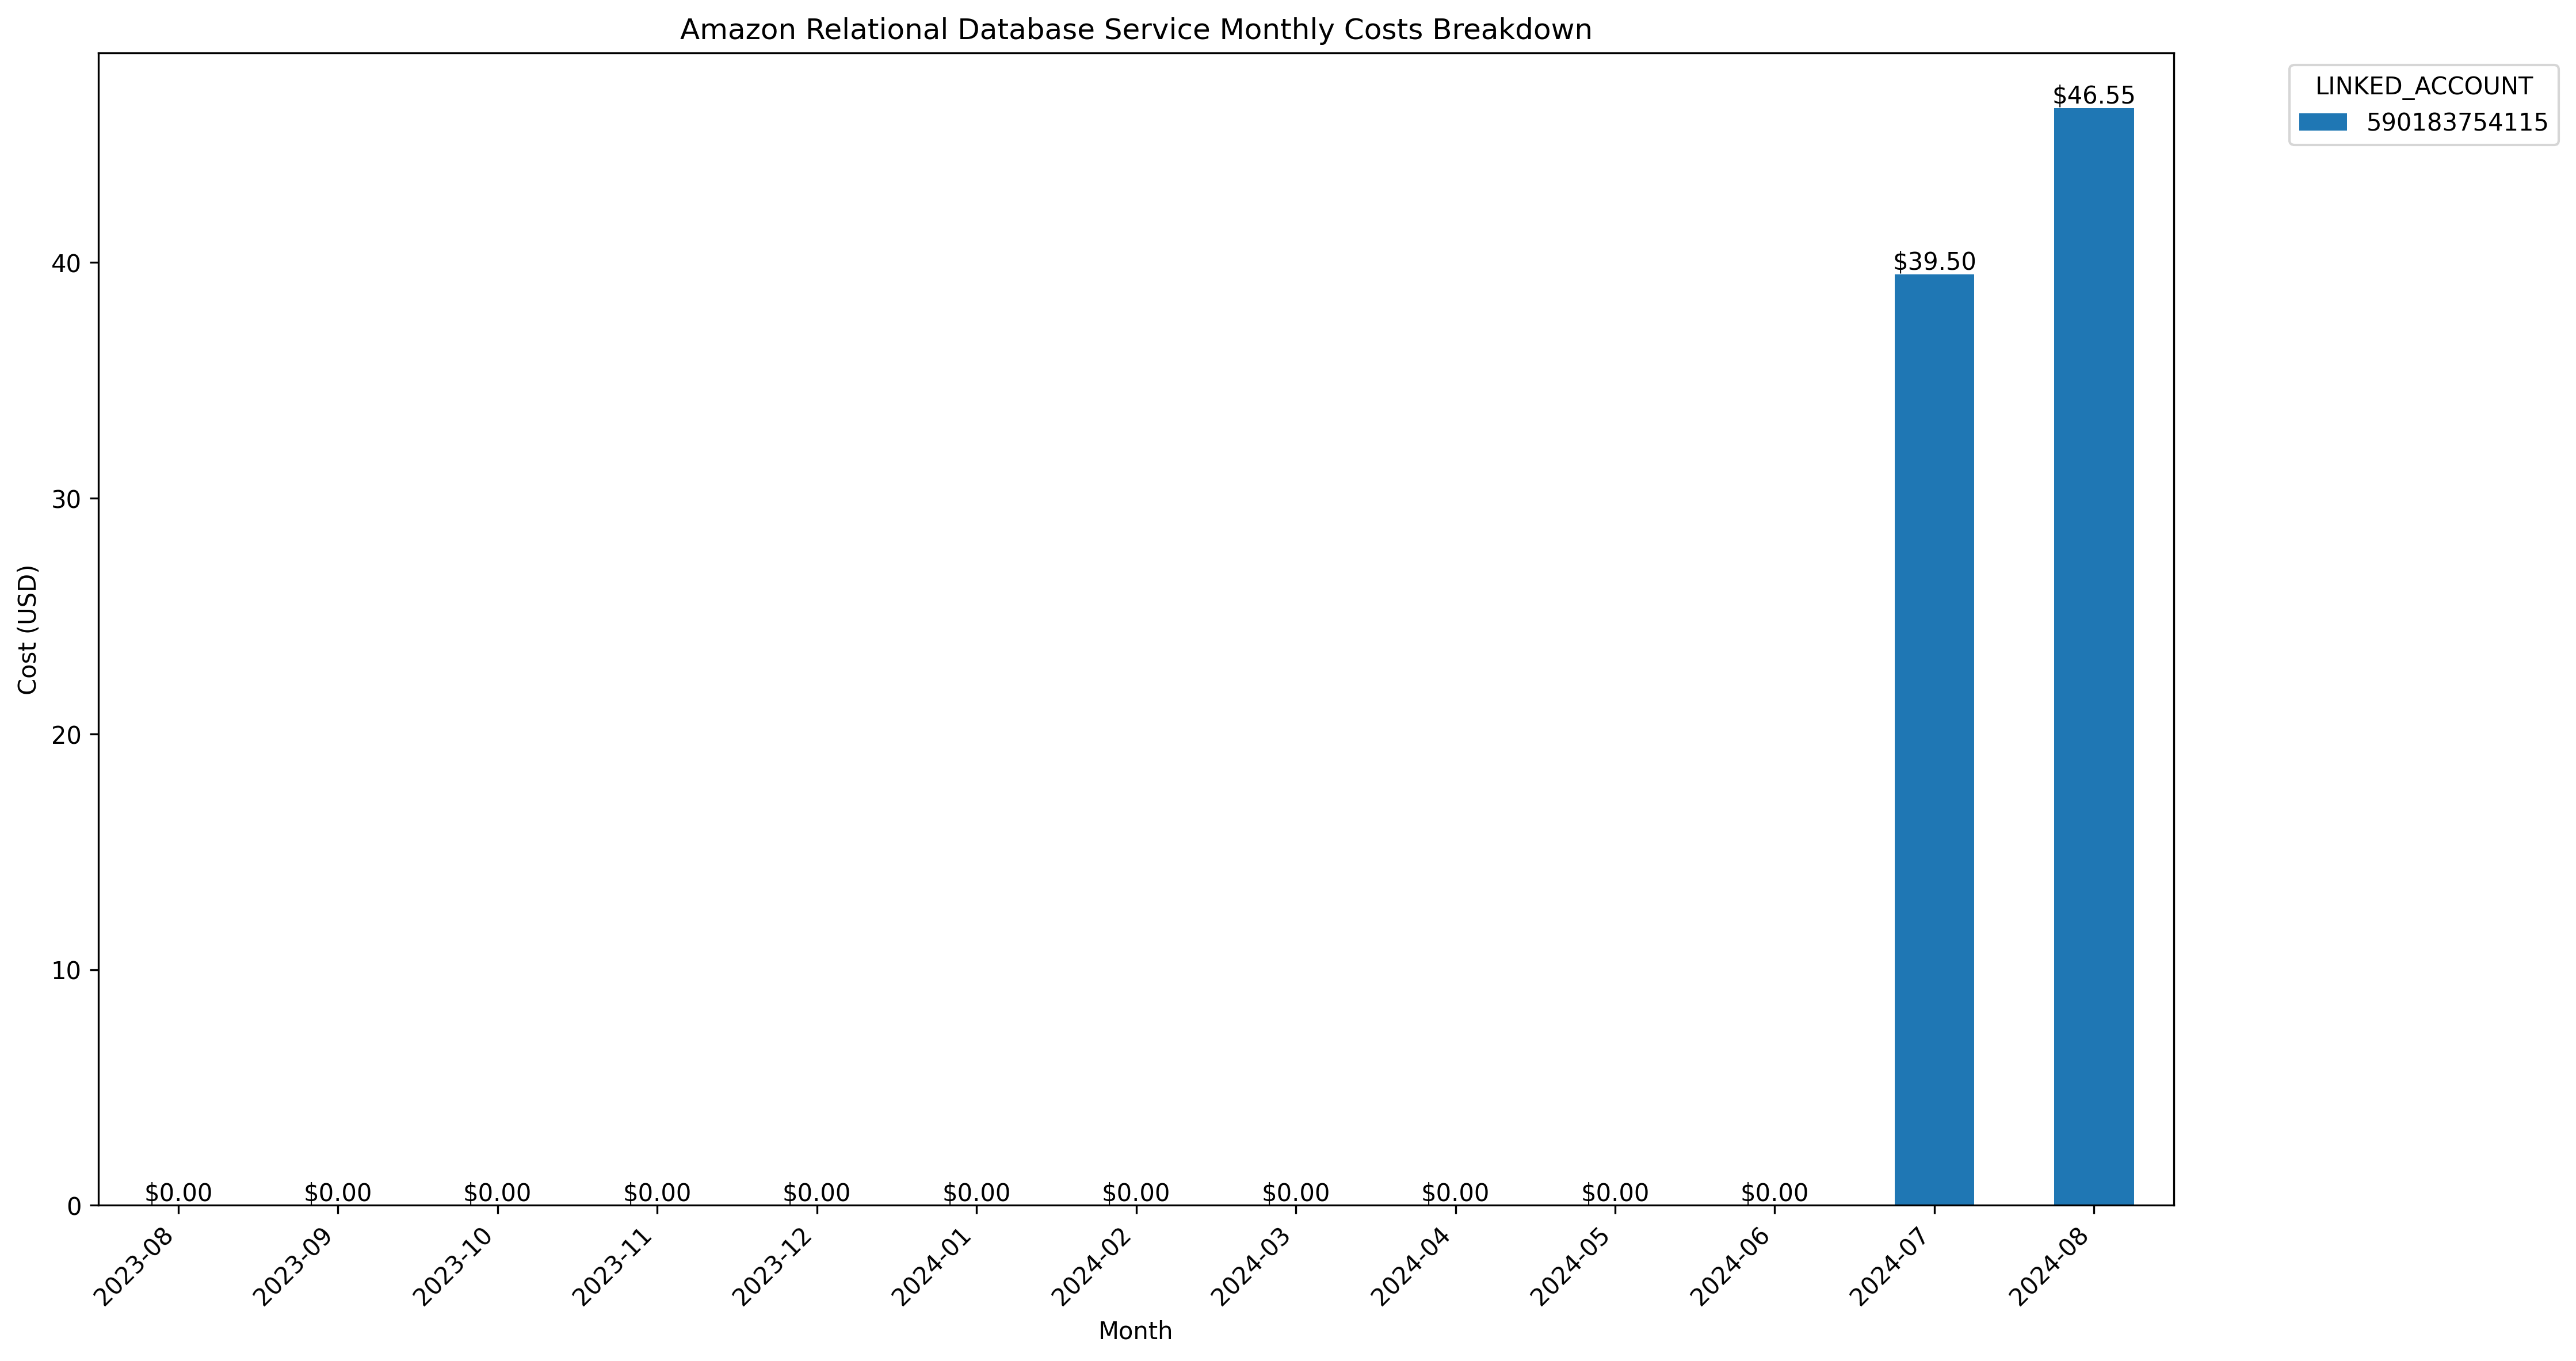 Amazon Relational Database Service Monthly Costs Breakdown
LINKED_ACCOUNT
590183754115
Cost (USD)
40
30
20
10
0
$0.00 $0.00 $0.00 $0.00 $0.00 $0.00 $0.00 $0.00 $0.00 $0.00 $0.00 $39.50 $46.55
2023-08 2023-09 2023-10 2023-11 2023-12 2024-01 2024-02 2024-03 2024-04 2024-05 2024-06 2024-07 2024-08
Month